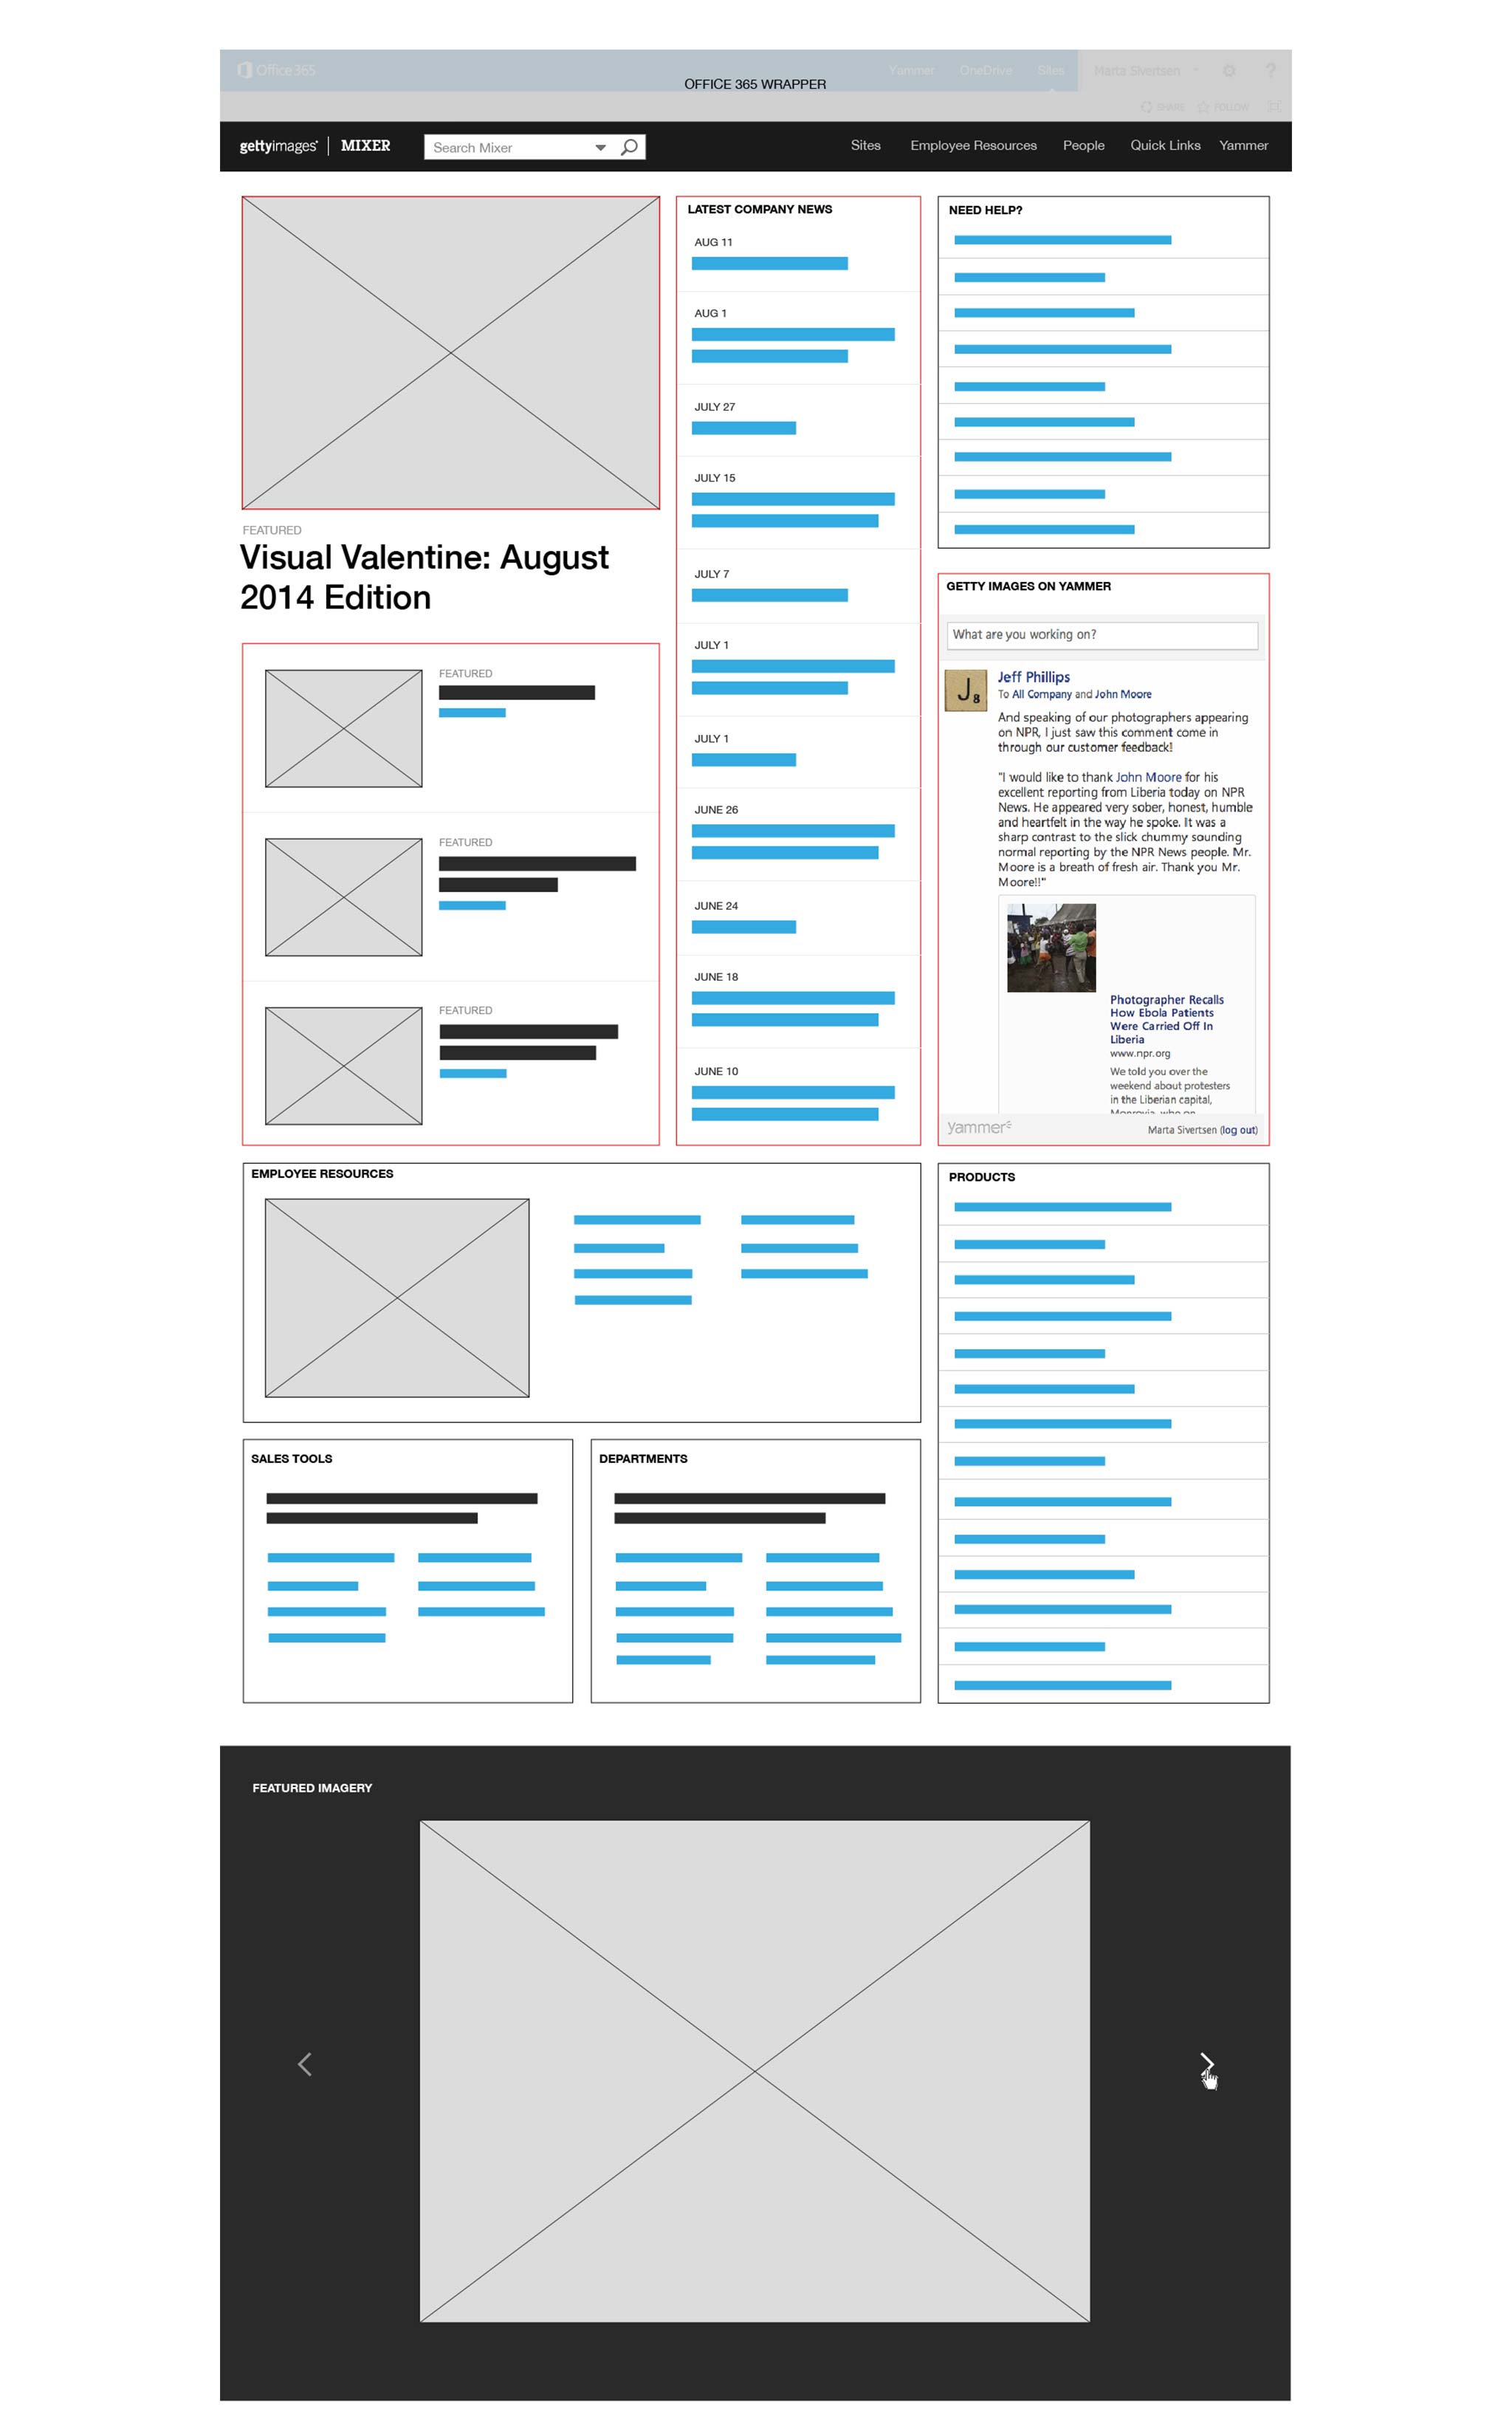 Office 365
Yammer OneDrive Sites Marta Sivertsen ?
OFFICE 365 WRAPPER
SHARE FOLLOW
gettyimages MIXER Search Mixer Sites Employee Resources People Quick Links Yammer
FEATURED
Visual Valentine: August
2014 Edition
FEATURED
FEATURED
FEATURED
LATEST COMPANY NEWS
AUG 11
AUG 1
JULY 27
JULY 15
JULY 7
JULY 1
JULY 1
JUNE 26
JUNE 24
JUNE 18
JUNE 10
NEED HELP?
GETTY IMAGES ON YAMMER
What are you working on?
J8
Jeff Phillips
To All Company and John Moore
And speaking of our photographers appearing
on NPR, I just saw this comment come in
through our customer feedback!
"I would like to thank John Moore for his
excellent reporting from Liberia today on NPR
News. He appeared very sober, honest, humble
and heartfelt in the way he spoke. It was a
sharp contrast to the slick chummy sounding
normal reporting by the NPR News people. Mr.
Moore is a breath of fresh air. Thank you Mr.
Moore!!"
Photographer Recalls
How Ebola Patients
Were Carried Off In
Liberia
www.npr.org
We told you over the
weekend about protesters
in the Liberian capital,
Monrovia, who on
yammer
Marta Sivertsen (log out)
EMPLOYEE RESOURCES
PRODUCTS
SALES TOOLS
DEPARTMENTS
FEATURED IMAGERY